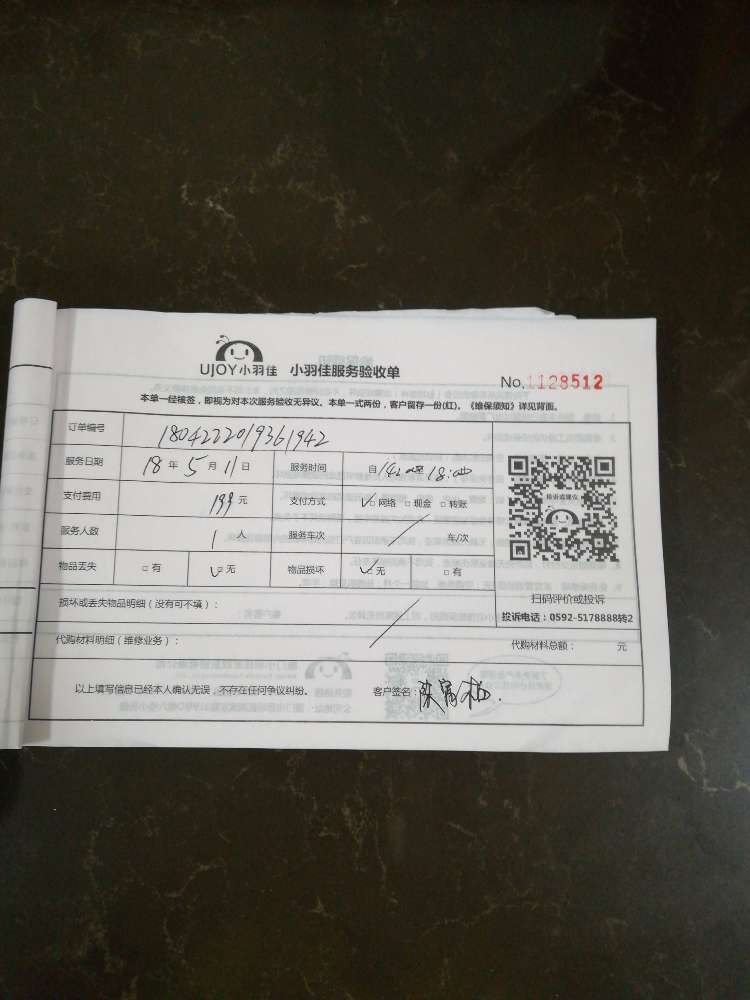 UJOY小羽佳 小羽佳服务验收单
No.1128512
本单一经核签，即视为对本次服务验收无异议。本单一式两份，客户留存一份(红)。《维保须知》详见背面。
订单编号 1804222019361942
服务日期 18年5月11日 服务时间 自14:00至18:00
支付费用 199元 支付方式 ✓□网络 □现金 □转账
服务人数 1人 服务车次 / 车/次
物品丢失 □有 ✓□无 物品损坏 ✓□无 □有
投诉或建议
扫码评价或投诉
投诉电话：0592-5178888转2
损坏或丢失物品明细（没有可不填）： /
代购材料明细（维修业务）： 代购材料总额： 元
以上填写信息已经本人确认无误，不存在任何争议纠纷。 客户签名：